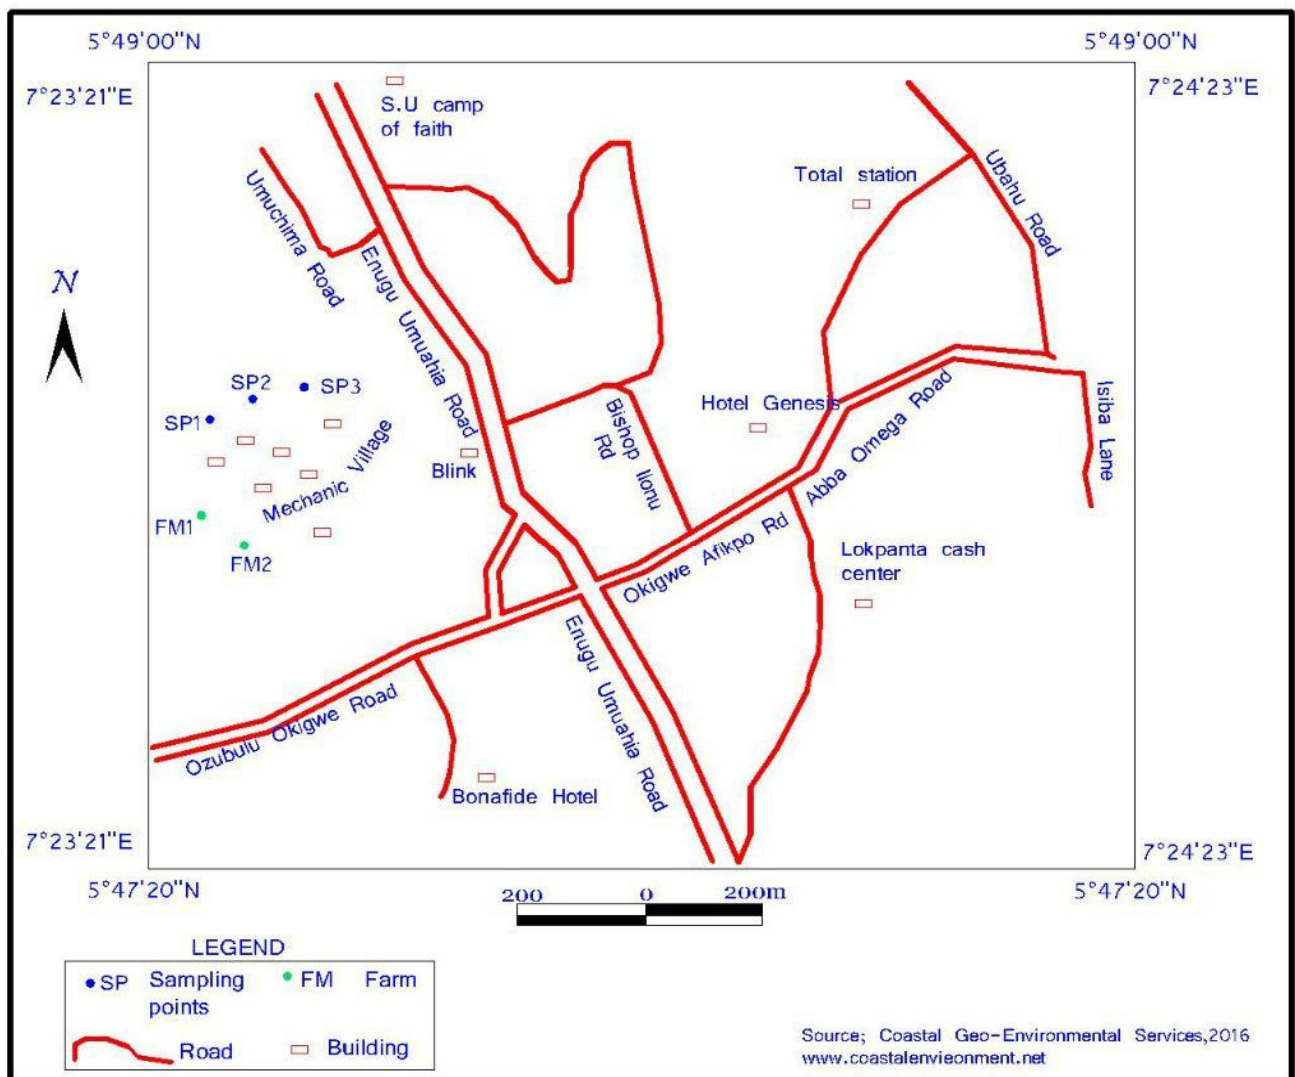 5°49'00"N
5°49'00"N
7°23'21"E
7°24'23"E
S.U camp
of faith
Umuchima Road
Enugu Umuahia Road
Total station
Ubahu Road
N
SP1
SP2
SP3
Mechanic Village
Blink
FM1
FM2
Bishop Ilonu
Rd
Hotel Genesis
Isiba Lane
Okigwe Afikpo Rd
Abba Omega Road
Lokpanta cash
center
Ozubulu Okigwe Road
Enugu Umuahia Road
Bonafide Hotel
7°23'21"E
7°24'23"E
5°47'20"N
5°47'20"N
200 0 200m
LEGEND
SP Sampling
points
FM Farm
Road
Building
Source; Coastal Geo-Environmental Services,2016
www.coastalenvieonment.net